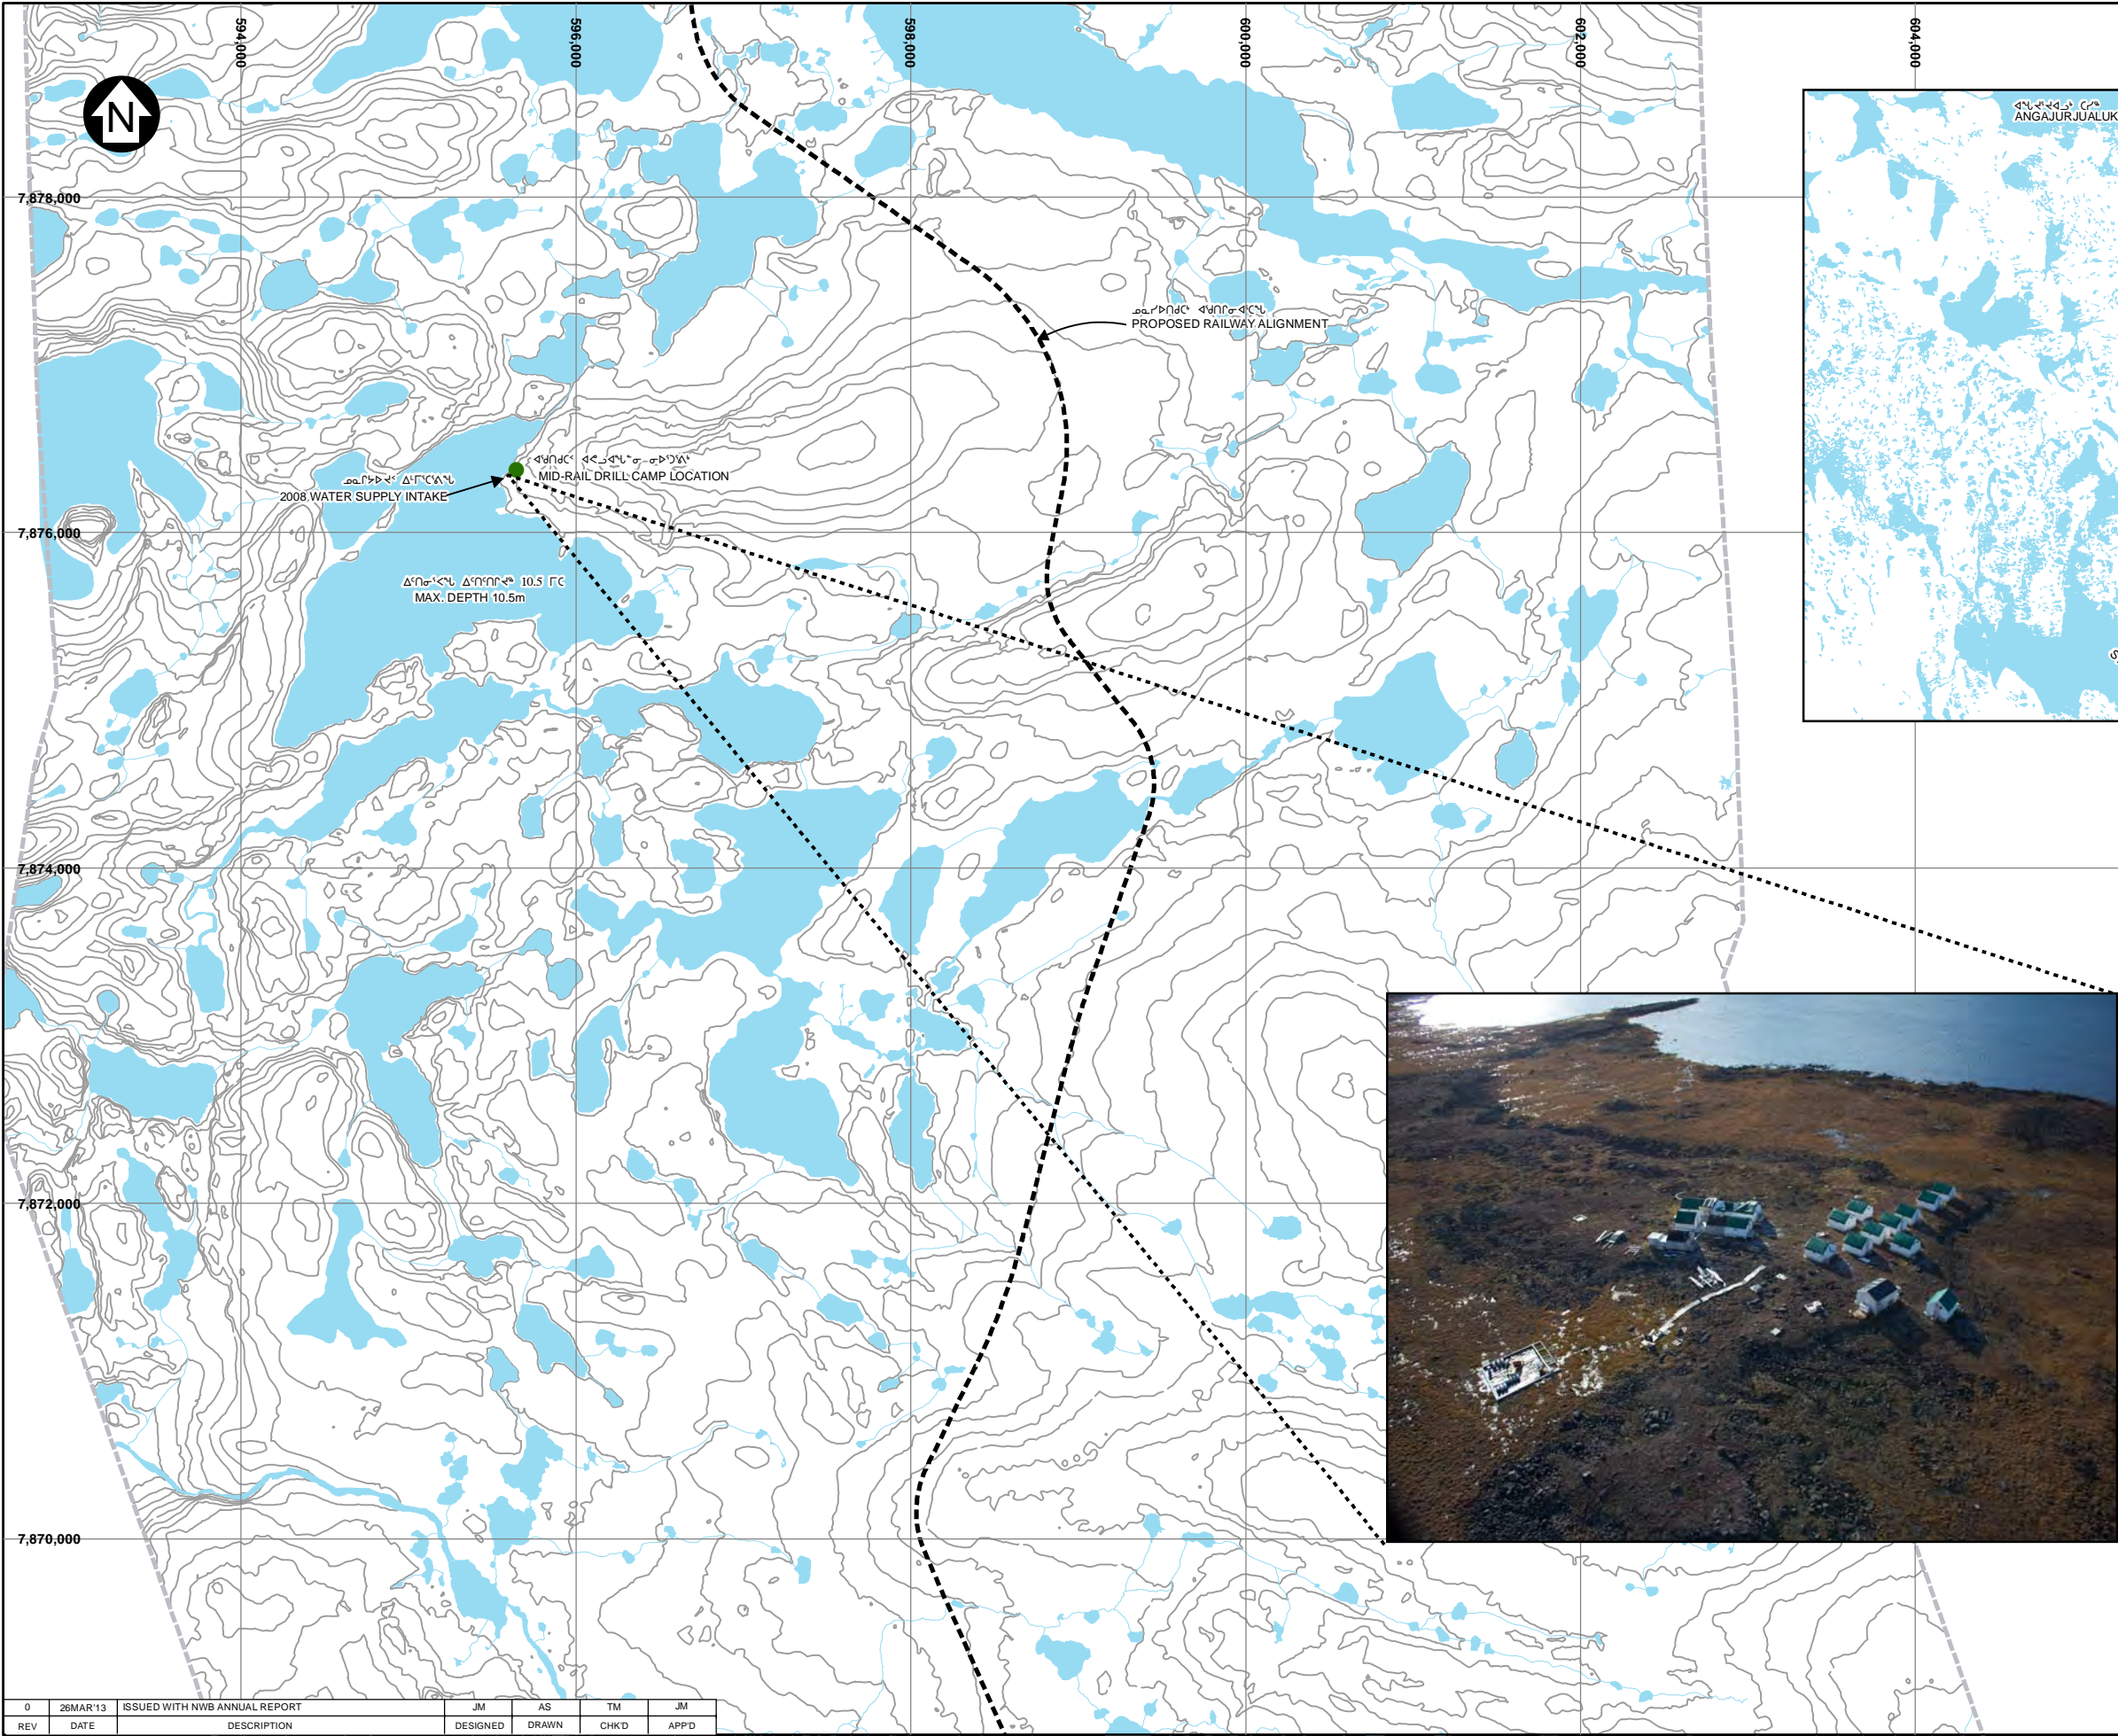 594,000
596,000
598,000
600,000
602,000
604,000
N
ANGAJURJUALUK
7,878,000
PROPOSED RAILWAY ALIGNMENT
MID-RAIL DRILL CAMP LOCATION
2008 WATER SUPPLY INTAKE
7,876,000
10.5 ᒥᑕ
MAX. DEPTH 10.5m
7,874,000
7,872,000
7,870,000
0 26MAR'13 ISSUED WITH NWB ANNUAL REPORT JM AS TM JM
REV DATE DESCRIPTION DESIGNED DRAWN CHK'D APP'D